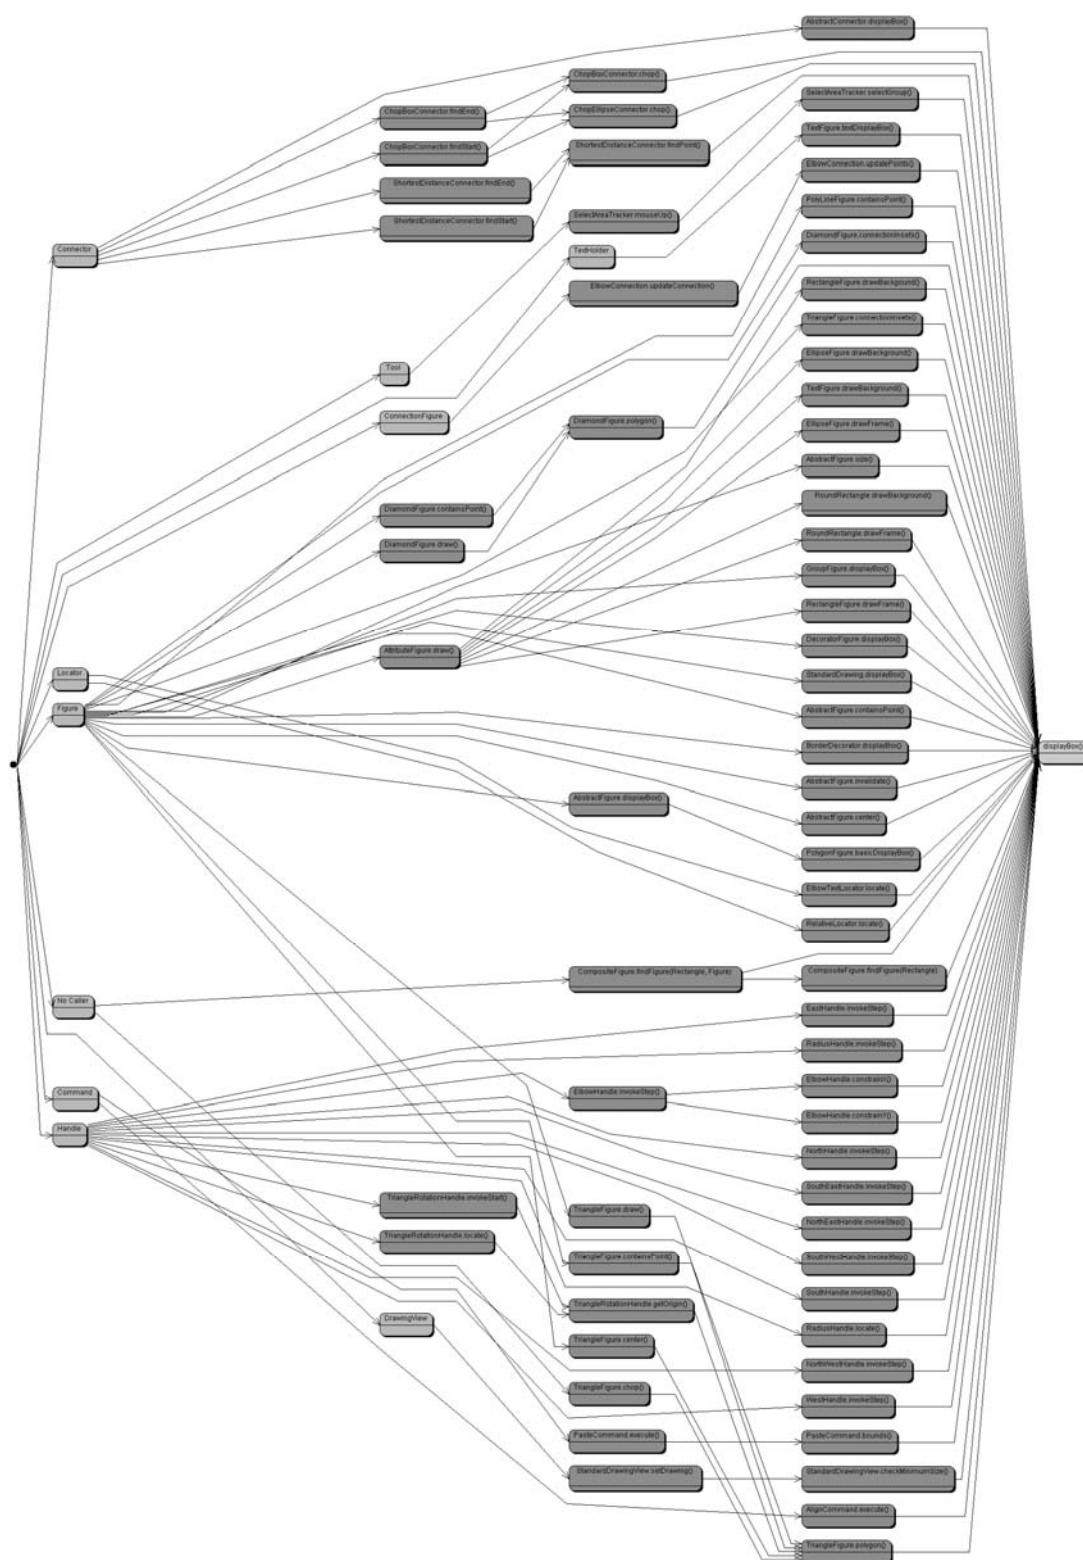 AbstractConnector.displayBox()
ChopBoxConnector.chop()
SelectAreaTracker.selectGroup()
ChopBoxConnector.findEnd()
ChopEllipseConnector.chop()
TextFigure.textDisplayBox()
ChopBoxConnector.findStart()
ShortestDistanceConnector.findPoint()
ElbowConnection.updatePoints()
ShortestDistanceConnector.findEnd()
PolyLineFigure.containsPoint()
ShortestDistanceConnector.findStart()
SelectAreaTracker.mouseUp()
DiamondFigure.connectionInsets()
Connector
TextHolder
ElbowConnection.updateConnection()
RectangleFigure.drawBackground()
TriangleFigure.connectionInsets()
EllipseFigure.drawBackground()
Tool
TextFigure.drawBackground()
ConnectionFigure
DiamondFigure.polygon()
EllipseFigure.drawFrame()
AbstractFigure.size()
RoundRectangle.drawBackground()
DiamondFigure.containsPoint()
RoundRectangle.drawFrame()
DiamondFigure.draw()
GroupFigure.displayBox()
RectangleFigure.drawFrame()
DecoratorFigure.displayBox()
AttributeFigure.draw()
Locator
StandardDrawing.displayBox()
Figure
AbstractFigure.containsPoint()
BorderDecorator.displayBox()
displayBox()
AbstractFigure.invalidate()
AbstractFigure.displayBox()
AbstractFigure.center()
PolygonFigure.basicDisplayBox()
ElbowTextLocator.locate()
RelativeLocator.locate()
CompositeFigure.findFigure(Rectangle, Figure)
CompositeFigure.findFigure(Rectangle)
No Caller
EastHandle.invokeStep()
RadiusHandle.invokeStep()
Command
ElbowHandle.invokeStep()
ElbowHandle.constrainX()
Handle
ElbowHandle.constrainY()
NorthHandle.invokeStep()
SouthEastHandle.invokeStep()
TriangleRotationHandle.invokeStart()
TriangleFigure.draw()
NorthEastHandle.invokeStep()
TriangleRotationHandle.locate()
TriangleFigure.containsPoint()
SouthWestHandle.invokeStep()
SouthHandle.invokeStep()
TriangleRotationHandle.getOrigin()
DrawingView
RadiusHandle.locate()
TriangleFigure.center()
NorthWestHandle.invokeStep()
TriangleFigure.chop()
WestHandle.invokeStep()
PasteCommand.execute()
PasteCommand.bounds()
StandardDrawingView.setDrawing()
StandardDrawingView.checkMinimumSize()
AlignCommand.execute()
TriangleFigure.polygon()